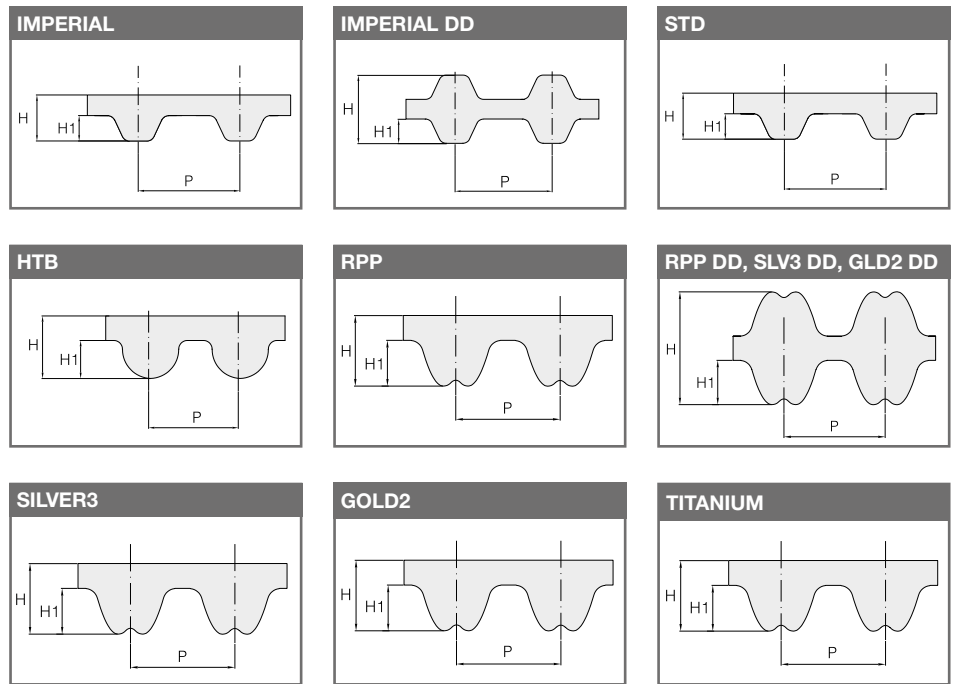 IMPERIAL
H
H1
P
IMPERIAL DD
H
H1
P
STD
H
H1
P
HTB
H
H1
P
RPP
H
H1
P
RPP DD, SLV3 DD, GLD2 DD
H
H1
P
SILVER3
H
H1
P
GOLD2
H
H1
P
TITANIUM
H
H1
P